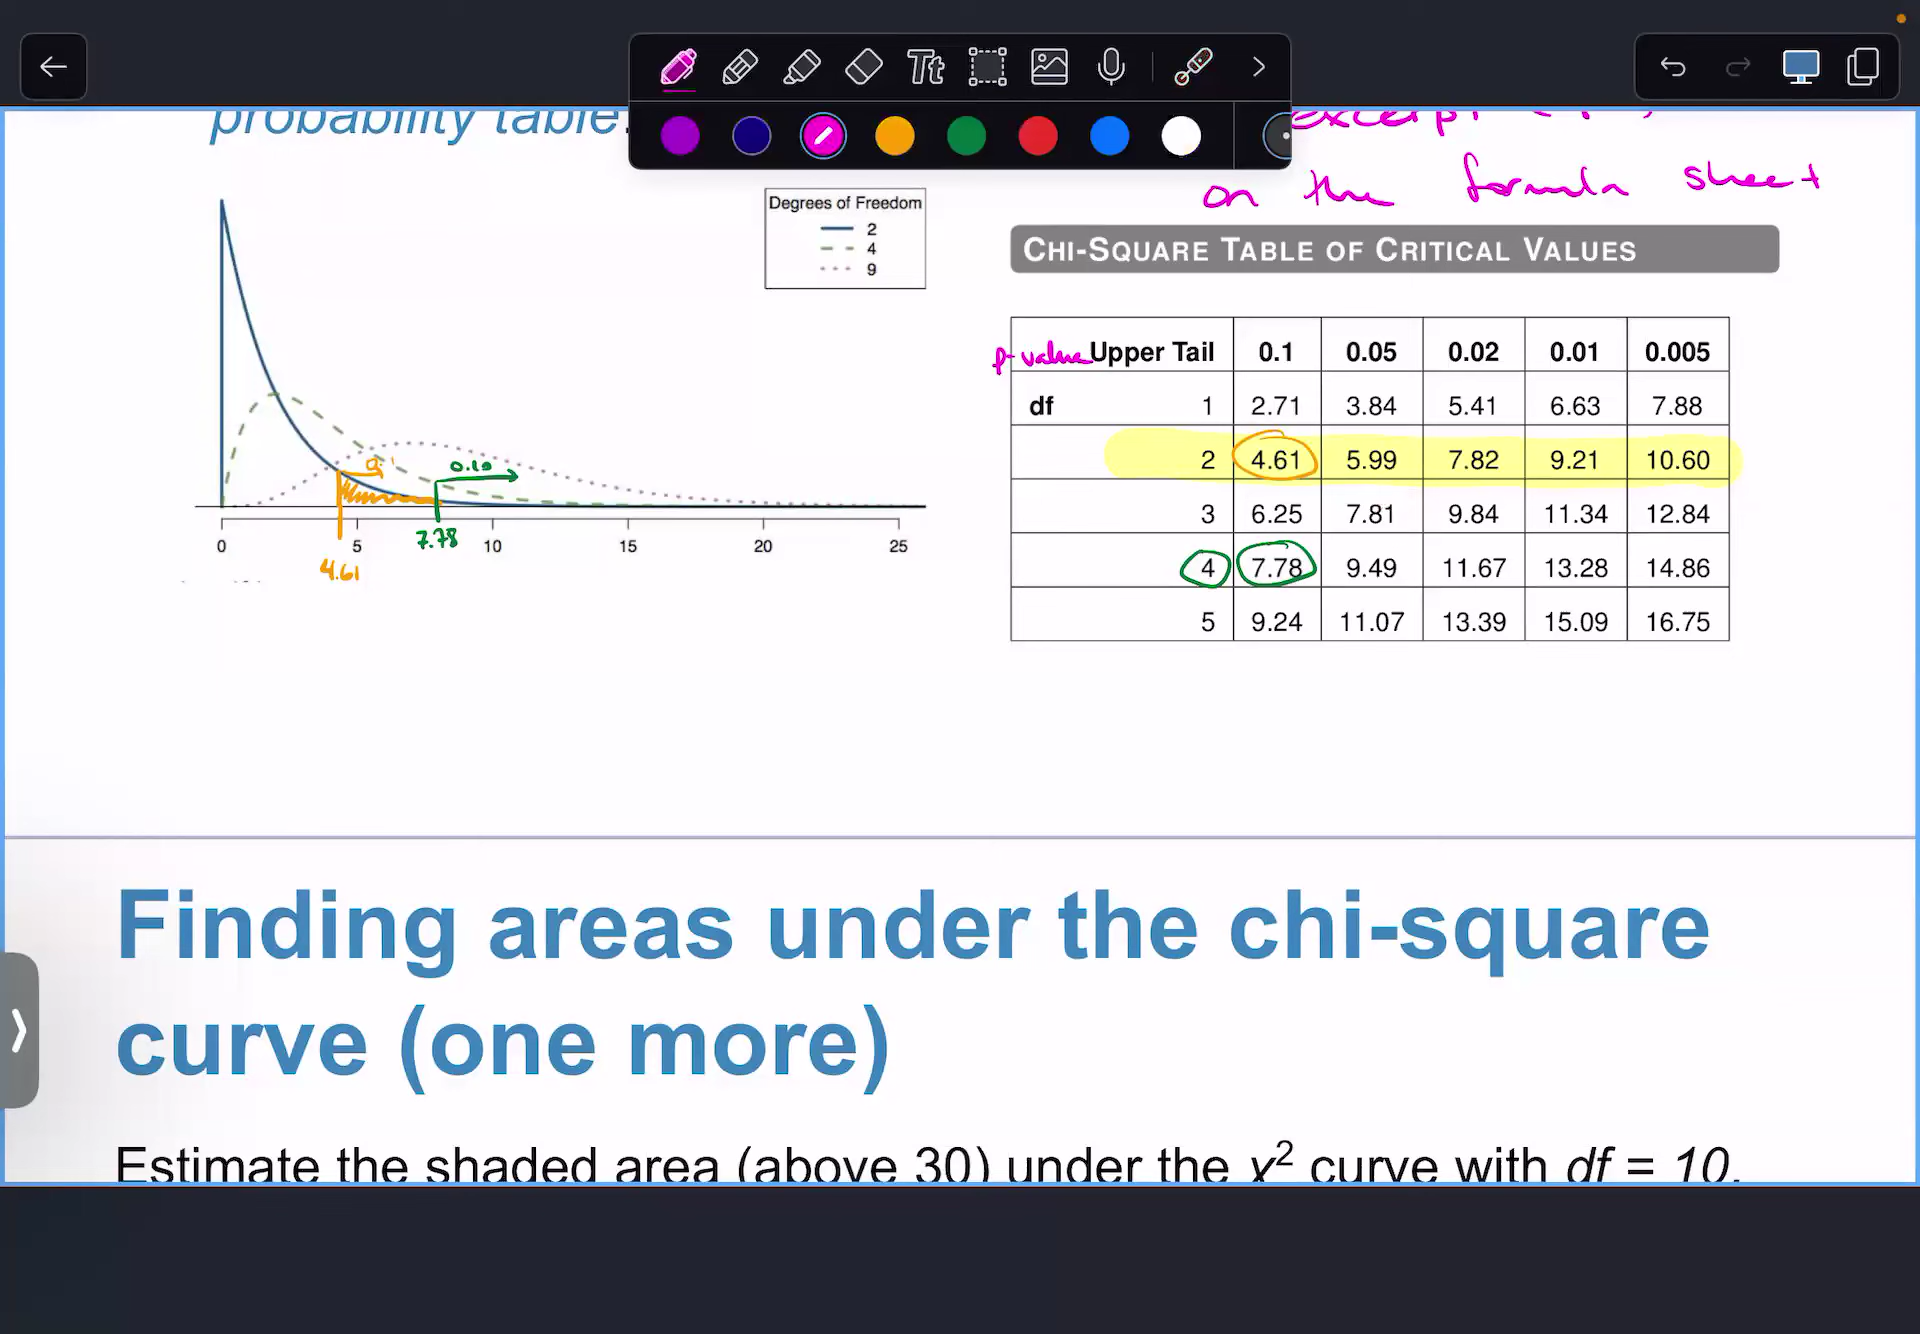 Tt
probability table.
excerpt
on the formula sheet
Degrees of Freedom
2
4
9
CHI-SQUARE TABLE OF CRITICAL VALUES
p-value Upper Tail 0.1 0.05 0.02 0.01 0.005
df 1 2.71 3.84 5.41 6.63 7.88
2 4.61 5.99 7.82 9.21 10.60
3 6.25 7.81 9.84 11.34 12.84
4 7.78 9.49 11.67 13.28 14.86
5 9.24 11.07 13.39 15.09 16.75
0.10
0 5 10 15 20 25
7.78
4.61
Finding areas under the chi-square
curve (one more)
Estimate the shaded area (above 30) under the x² curve with df = 10.